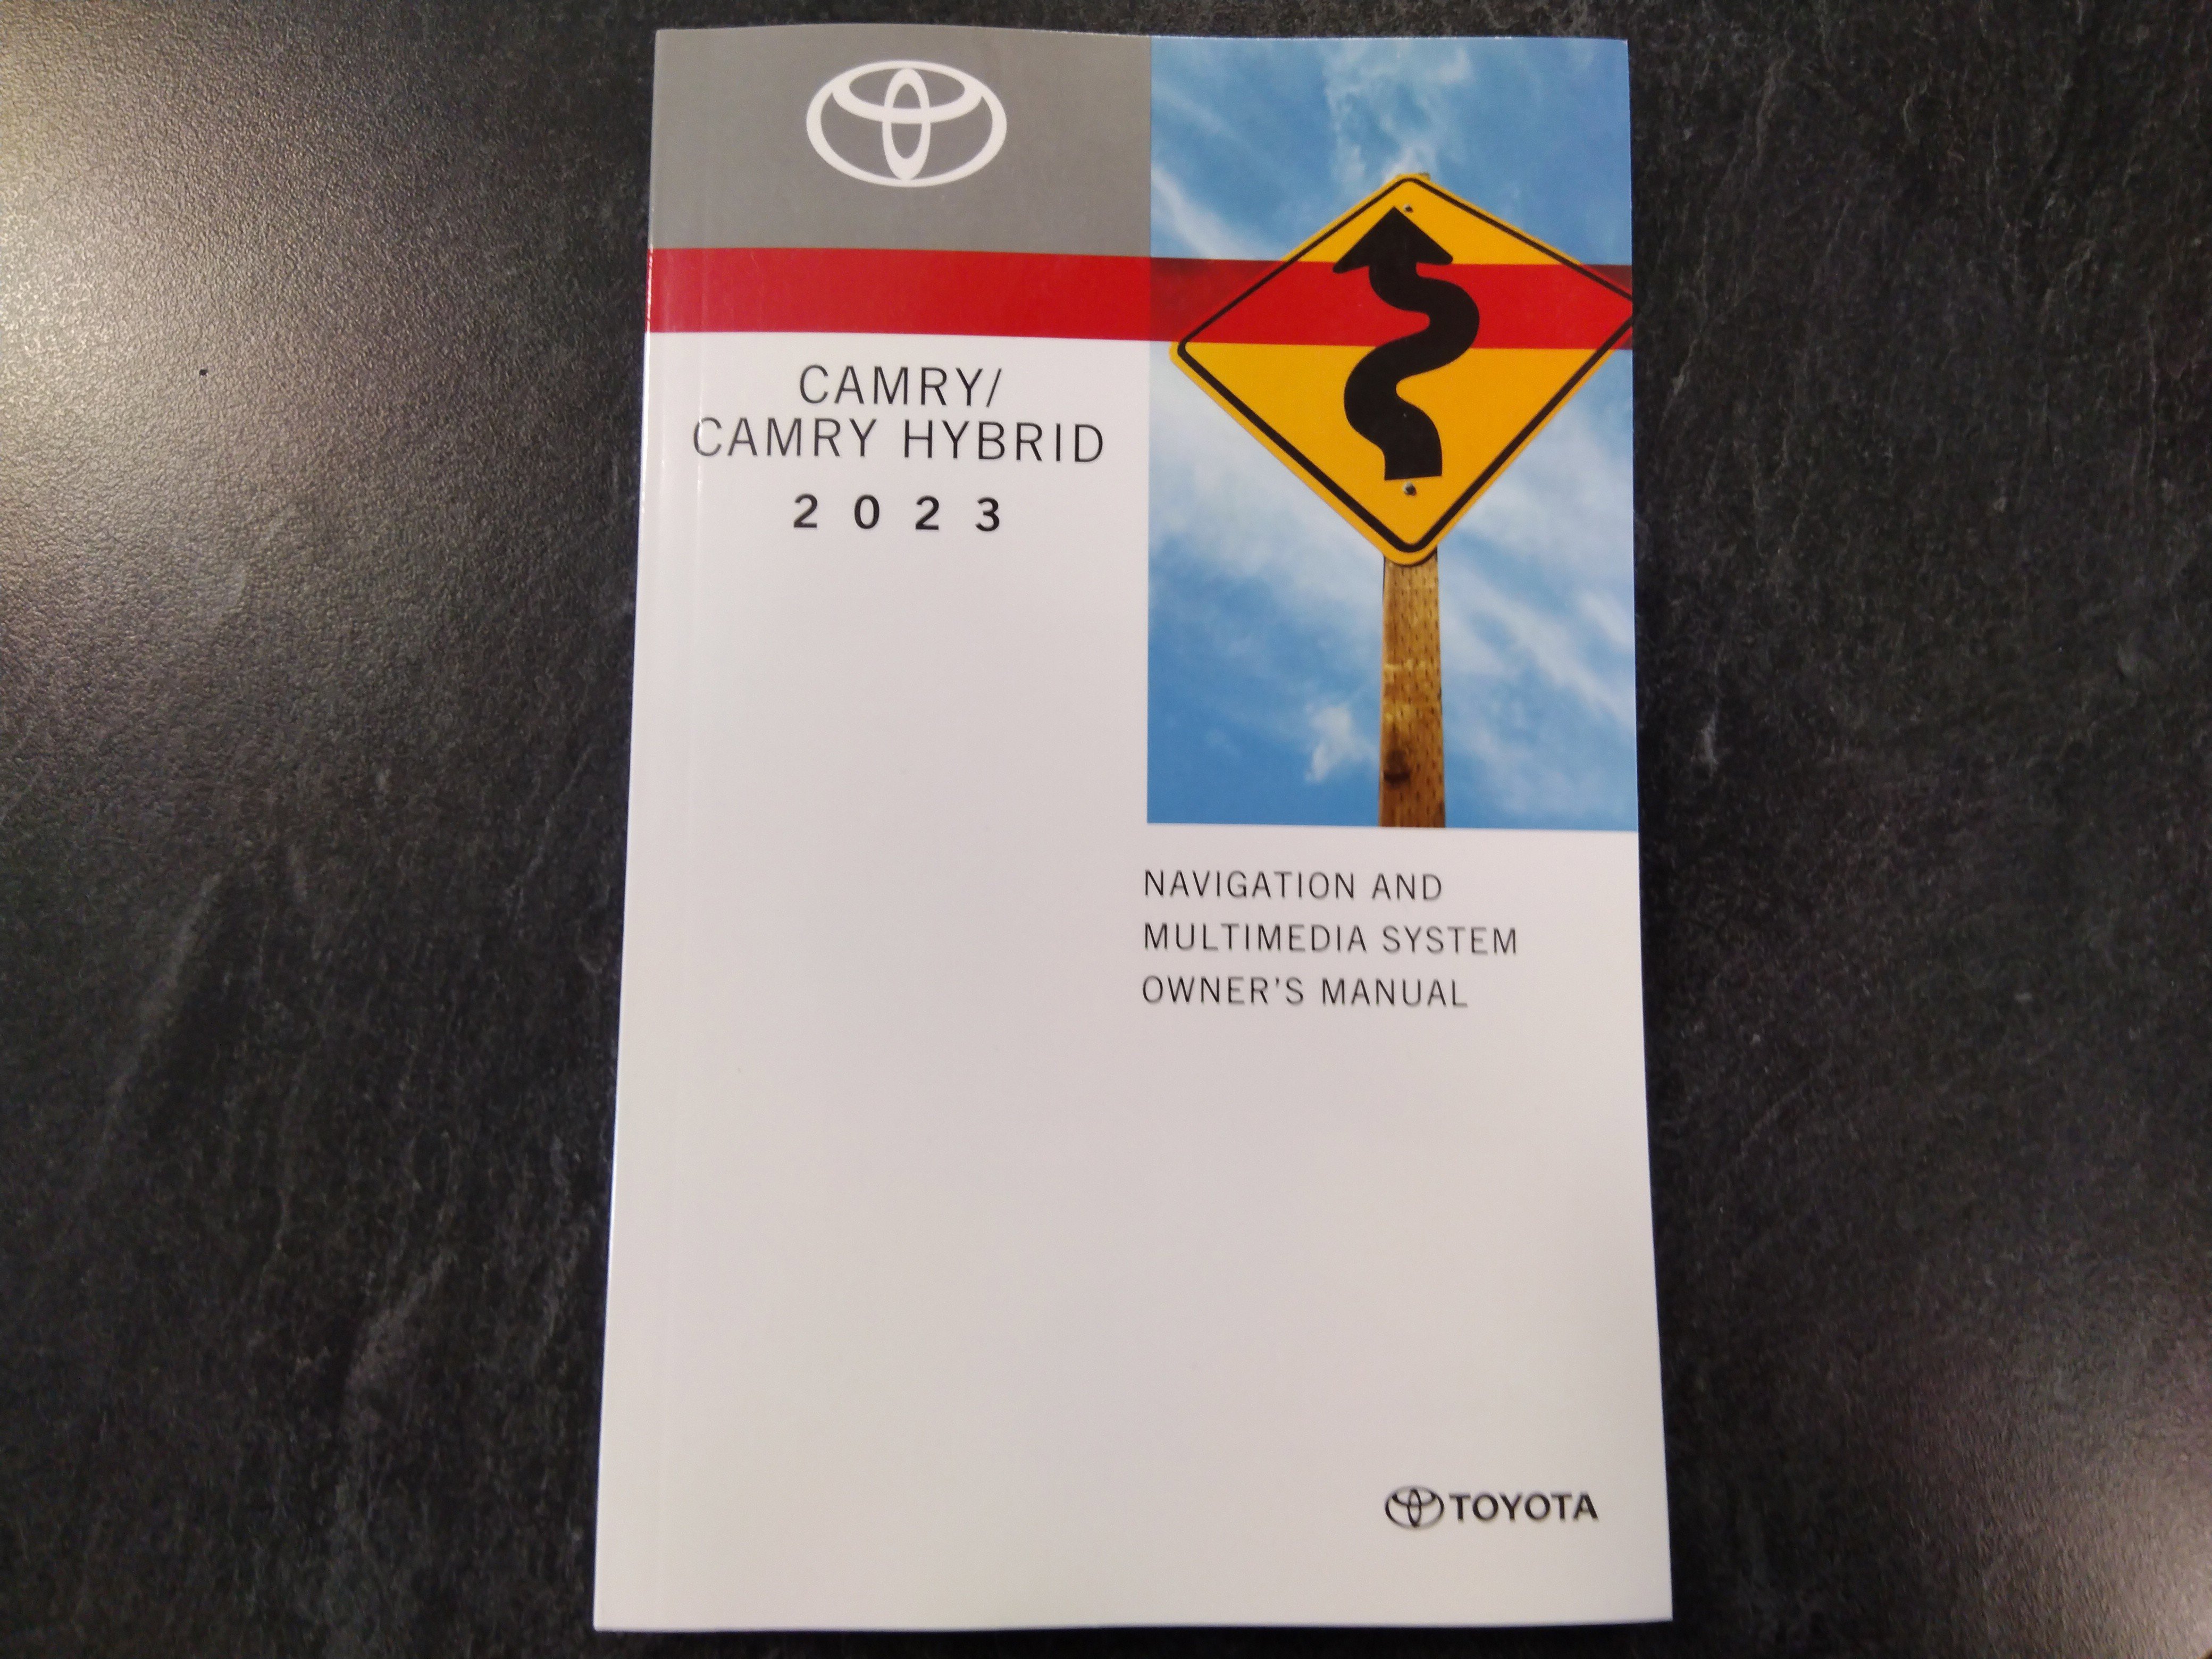 CAMRY/
CAMRY HYBRID
2023
NAVIGATION AND
MULTIMEDIA SYSTEM
OWNER'S MANUAL
TOYOTA